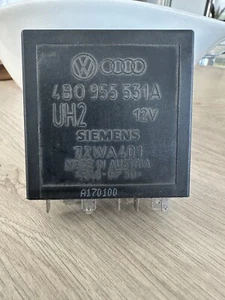 4B0 955 531A
UH2 12V
SIEMENS
MADE IN AUSTRIA
A170100